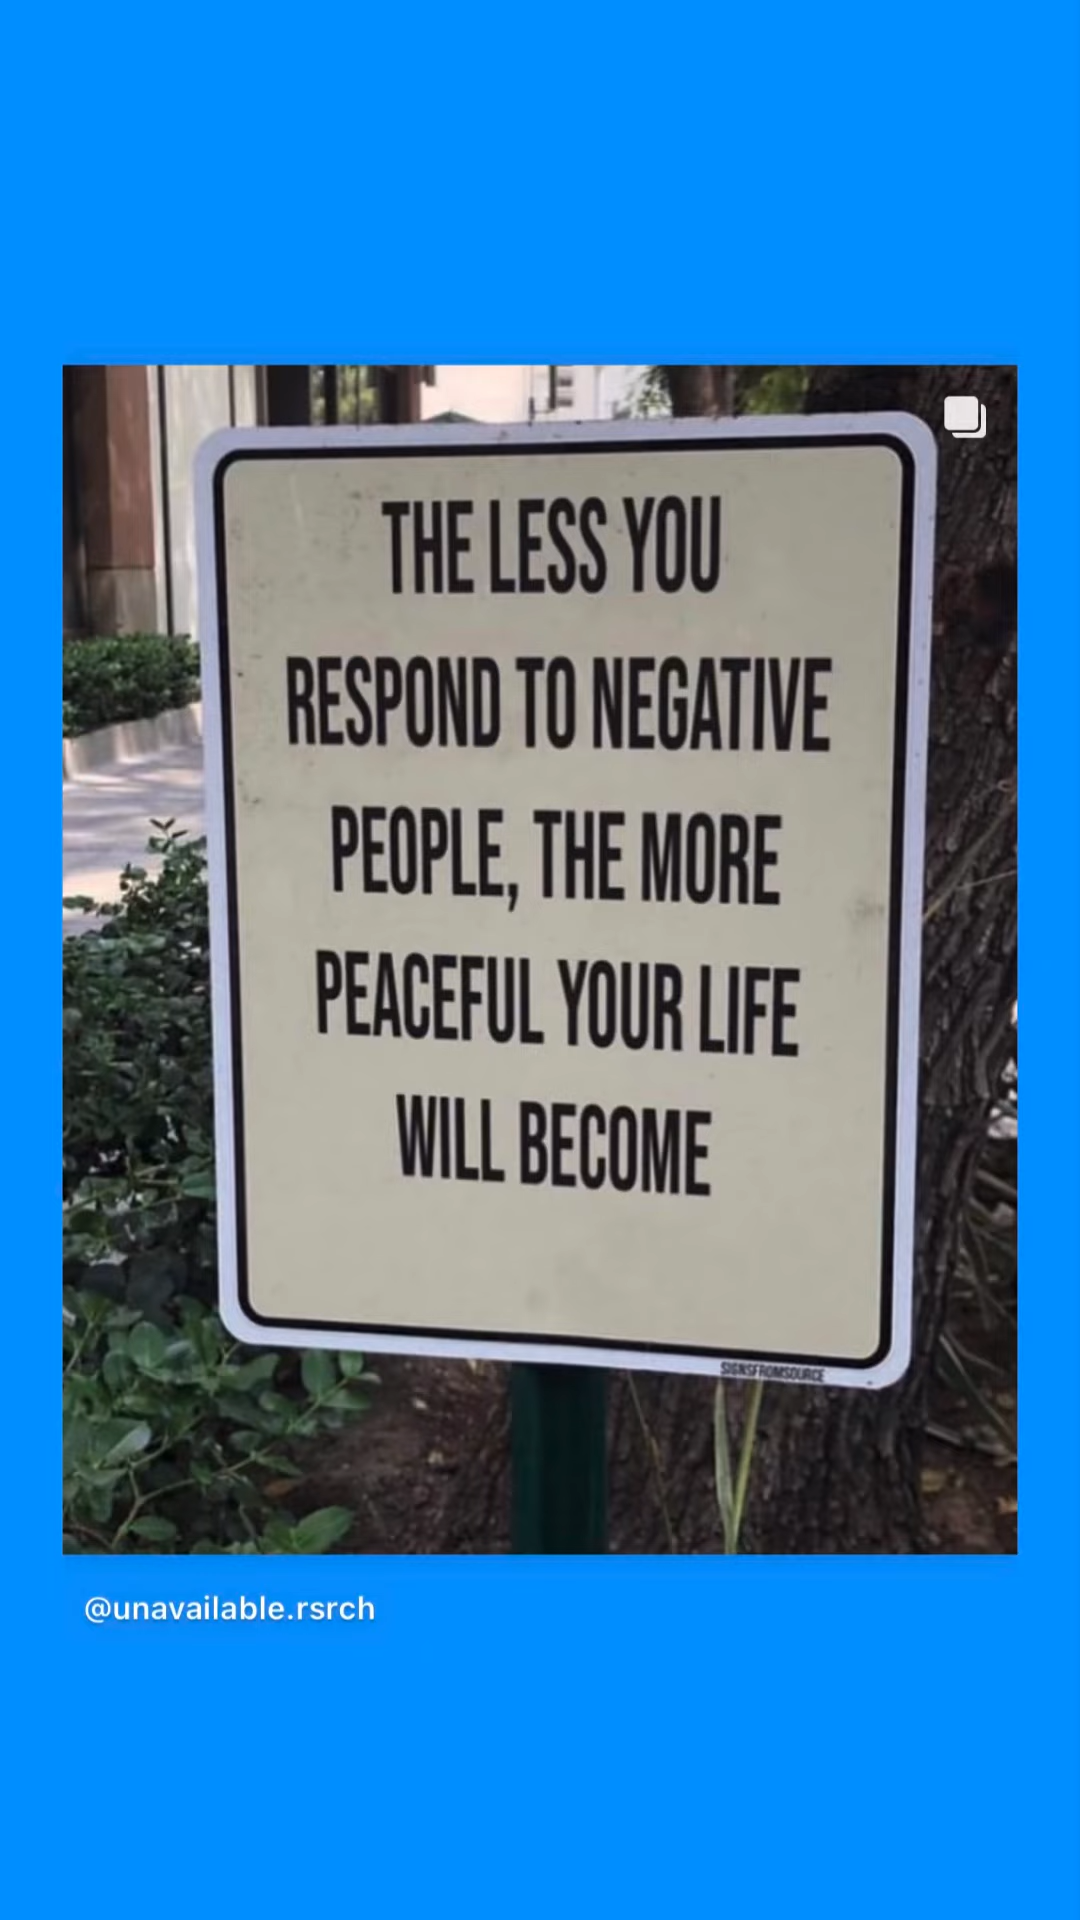 THE LESS YOU
RESPOND TO NEGATIVE
PEOPLE, THE MORE
PEACEFUL YOUR LIFE
WILL BECOME
SIGNSFROMSOURCE
@unavailable.rsrch